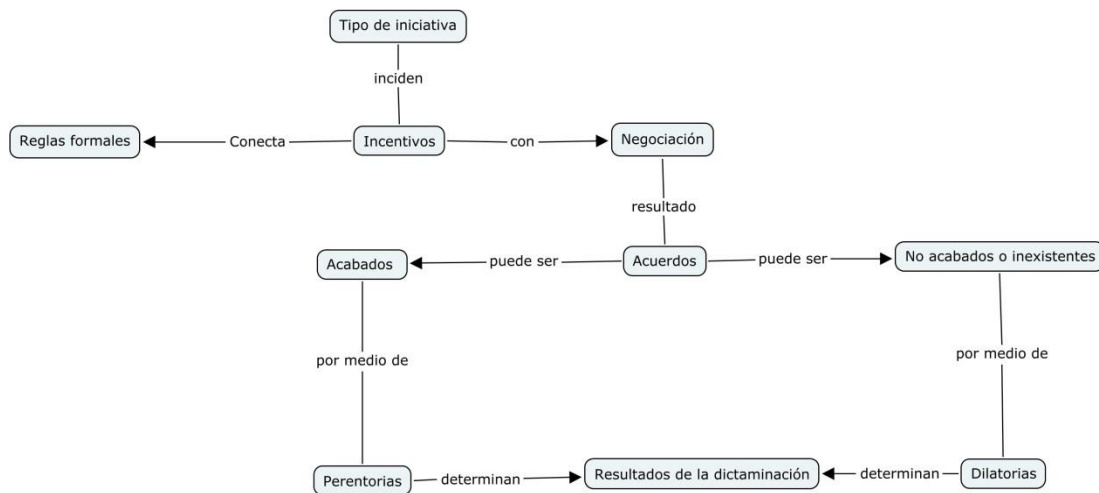 Tipo de iniciativa
inciden
Reglas formales
Conecta
Incentivos
con
Negociación
resultado
Acabados
puede ser
Acuerdos
puede ser
No acabados o inexistentes
por medio de
por medio de
Perentorias
determinan
Resultados de la dictaminación
determinan
Dilatorias